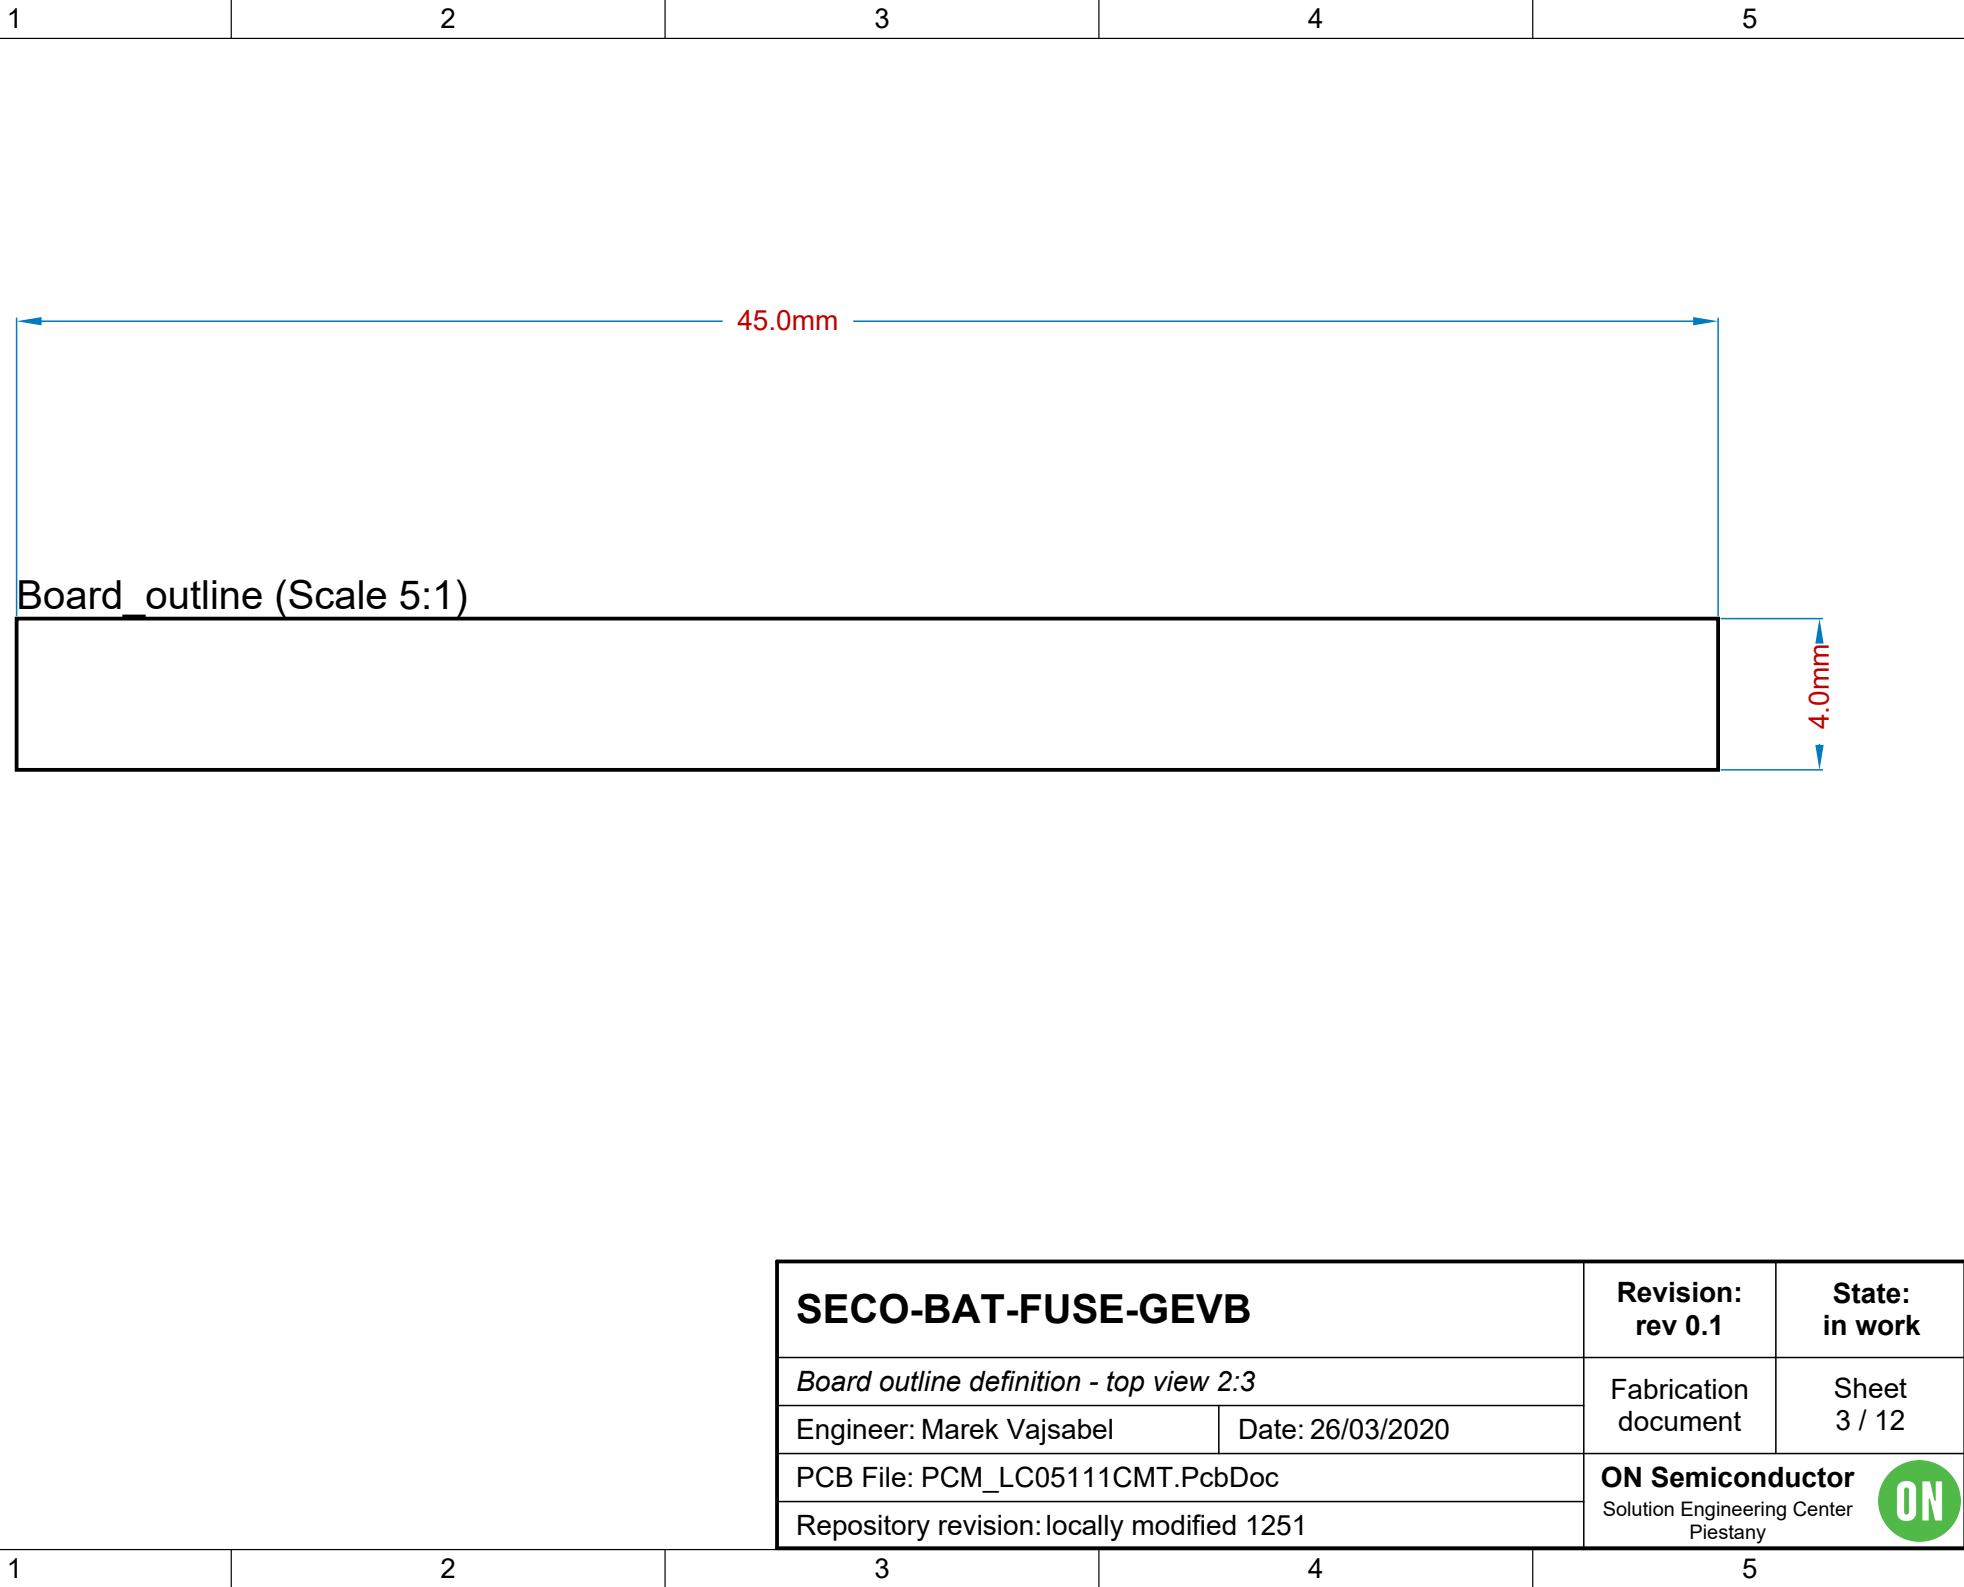 1 2 3 4 5
45.0mm
Board_outline (Scale 5:1)
4.0mm
SECO-BAT-FUSE-GEVB
Revision:
rev 0.1
State:
in work
Board outline definition - top view 2:3
Fabrication
document
Sheet
3 / 12
Engineer: Marek Vajsabel
Date: 26/03/2020
PCB File: PCM_LC05111CMT.PcbDoc
Repository revision: locally modified 1251
ON Semiconductor
Solution Engineering Center
Piestany
ON
1 2 3 4 5